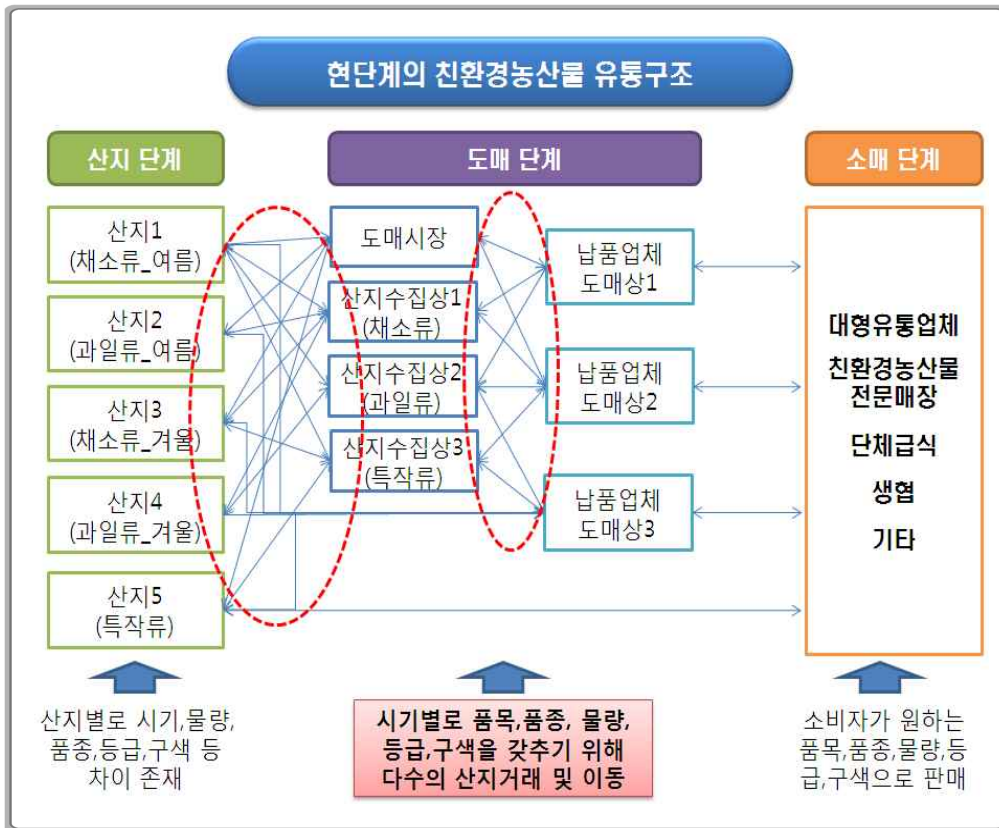 현단계의 친환경농산물 유통구조
산지 단계
도매 단계
소매 단계
산지1
(채소류_여름)
산지2
(과일류_여름)
산지3
(채소류_겨울)
산지4
(과일류_겨울)
산지5
(특작류)
도매시장
산지수집상1
(채소류)
산지수집상2
(과일류)
산지수집상3
(특작류)
납품업체
도매상1
납품업체
도매상2
납품업체
도매상3
대형유통업체
친환경농산물
전문매장
단체급식
생협
기타
산지별로 시기,물량,
품종,등급,구색 등
차이 존재
시기별로 품목,품종, 물량,
등급,구색을 갖추기 위해
다수의 산지거래 및 이동
소비자가 원하는
품목,품종,물량,등
급,구색으로 판매